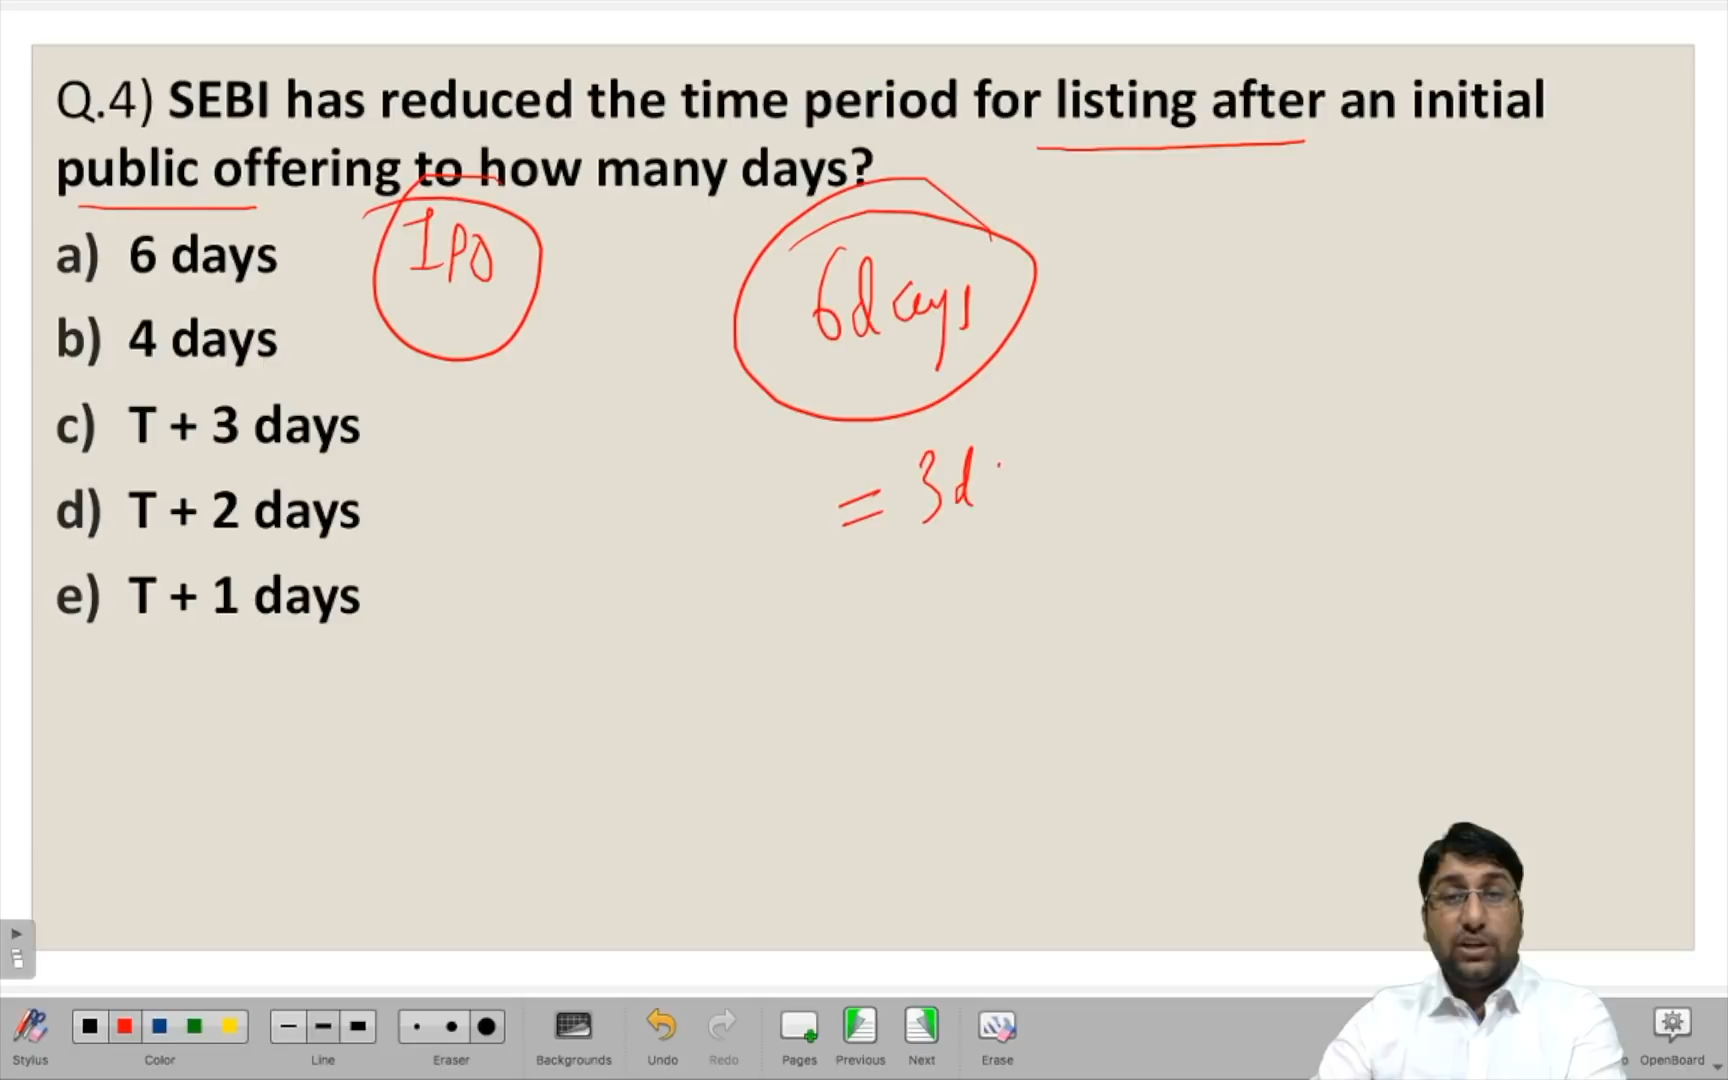 Q.4) SEBI has reduced the time period for listing after an initial
public offering to how many days?
a) 6 days
b) 4 days
c) T + 3 days
d) T + 2 days
e) T + 1 days
IPO
6 days
= 3d
Stylus
Color
Line
Eraser
Backgrounds
Undo
Redo
Pages
Previous
Next
Erase
OpenBoard